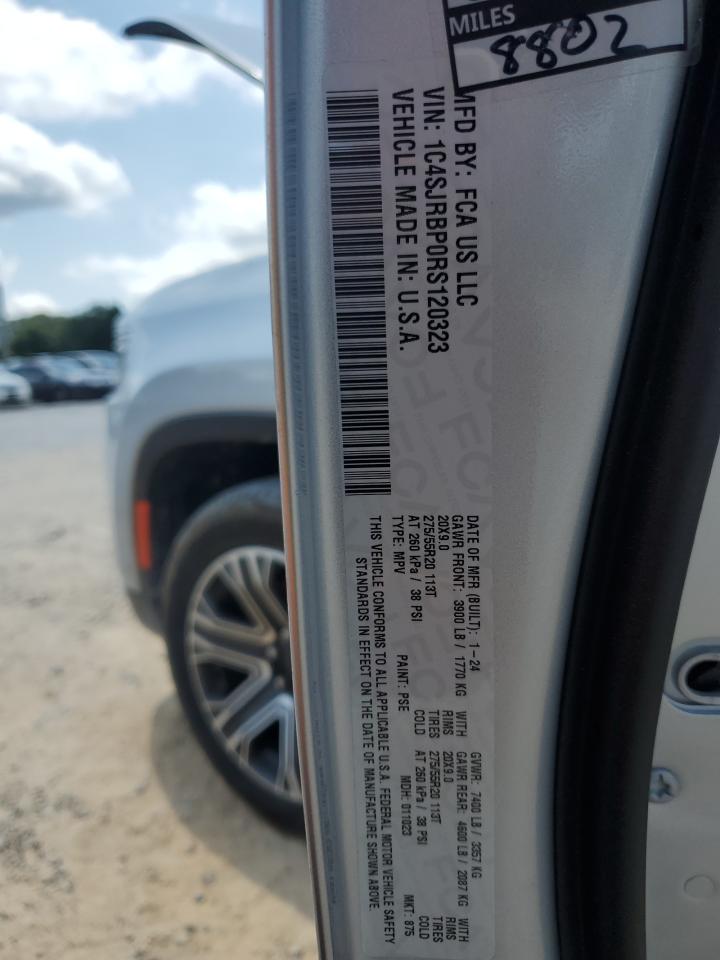 MILES
8802
MFD BY: FCA US LLC
VIN: 1C4SJRBP0RS120323
VEHICLE MADE IN: U.S.A.
DATE OF MFR (BUILT): 1-24 GVWR: 7400 LB / 3357 KG
GAWR FRONT: 3900 LB / 1770 KG WITH GAWR REAR: 4600 LB / 2087 KG WITH
20X9.0 RIMS 20X9.0 RIMS
275/55R20 113T TIRES 275/55R20 113T TIRES
AT 260 kPa / 38 PSI COLD AT 260 kPa / 38 PSI COLD
TYPE: MPV PAINT: PSE MDH: 011023 MKT: 875
THIS VEHICLE CONFORMS TO ALL APPLICABLE U.S.A. FEDERAL MOTOR VEHICLE SAFETY
STANDARDS IN EFFECT ON THE DATE OF MANUFACTURE SHOWN ABOVE.